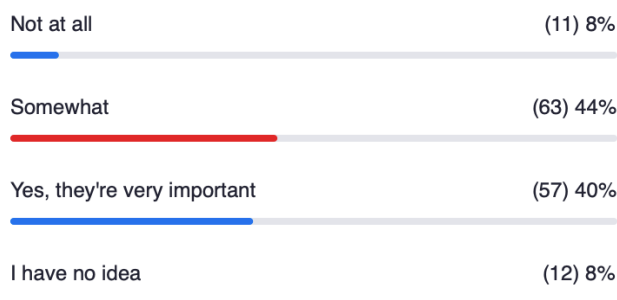 Not at all (11) 8%
Somewhat (63) 44%
Yes, they're very important (57) 40%
I have no idea (12) 8%